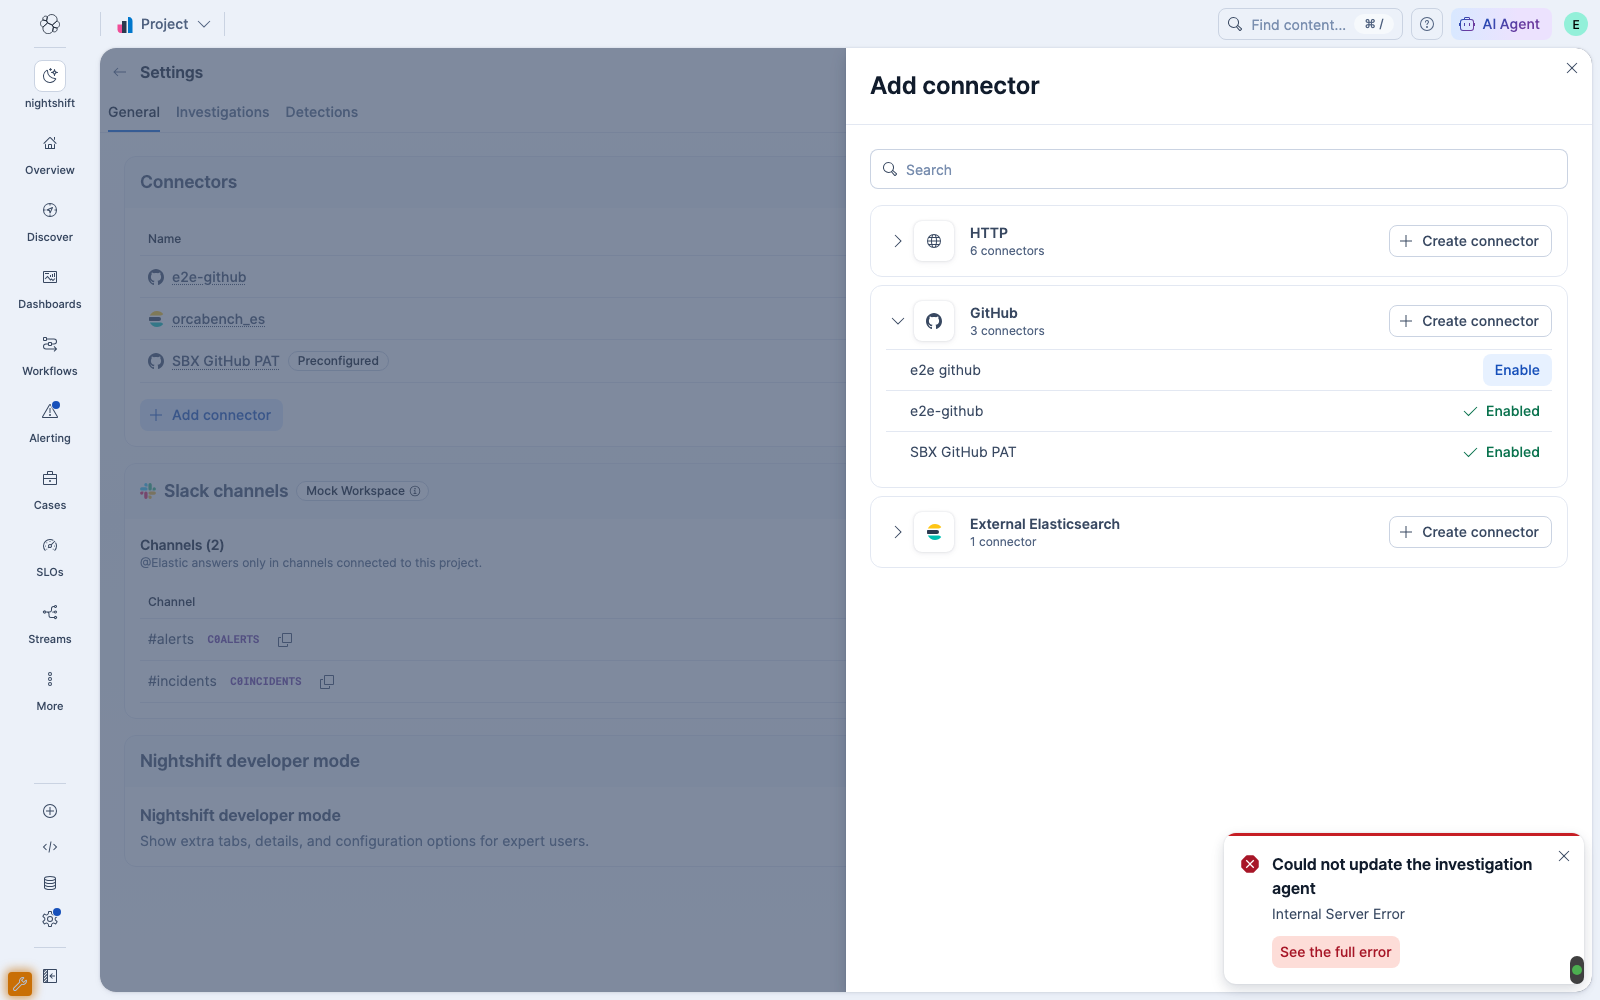 Project
Find content...
⌘ /
AI Agent
E
nightshift
Overview
Discover
Dashboards
Workflows
Alerting
Cases
SLOs
Streams
More
Settings
General
Investigations
Detections
Connectors
Name
e2e-github
orcabench_es
SBX GitHub PAT
Preconfigured
Add connector
Slack channels
Mock Workspace
Channels (2)
@Elastic answers only in channels connected to this project.
Channel
#alerts C0ALERTS
#incidents C0INCIDENTS
Nightshift developer mode
Nightshift developer mode
Show extra tabs, details, and configuration options for expert users.
Add connector
Search
HTTP
6 connectors
Create connector
GitHub
3 connectors
Create connector
e2e github
Enable
e2e-github
Enabled
SBX GitHub PAT
Enabled
External Elasticsearch
1 connector
Create connector
Could not update the investigation
agent
Internal Server Error
See the full error